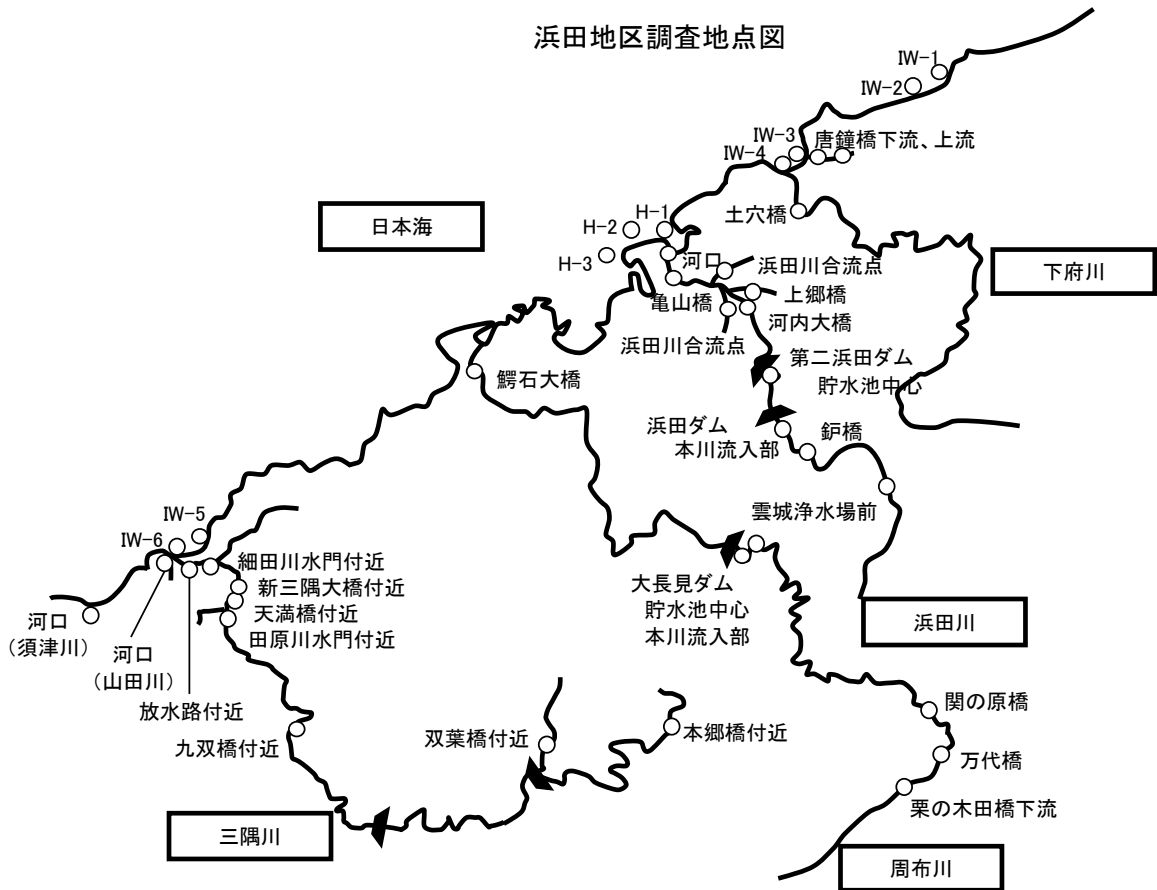 浜田地区調査地点図
IW-1
IW-2
IW-3
唐鐘橋下流、上流
IW-4
日本海
H-1
H-2
土穴橋
H-3
河口
浜田川合流点
下府川
亀山橋
上郷橋
河内大橋
浜田川合流点
第二浜田ダム
貯水池中心
鰐石大橋
浜田ダム
本川流入部
鈩橋
雲城浄水場前
IW-5
IW-6
細田川水門付近
新三隅大橋付近
天満橋付近
田原川水門付近
河口
(須津川)
河口
(山田川)
放水路付近
大長見ダム
貯水池中心
本川流入部
浜田川
関の原橋
九双橋付近
双葉橋付近
本郷橋付近
万代橋
栗の木田橋下流
三隅川
周布川